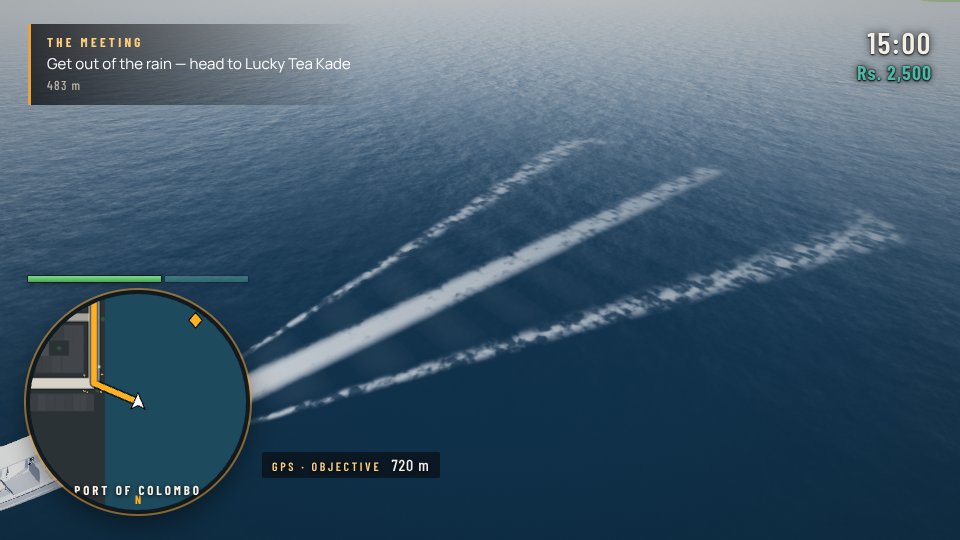 THE MEETING
Get out of the rain — head to Lucky Tea Kade
483 m
15:00
Rs. 2,500
GPS · OBJECTIVE 720 m
PORT OF COLOMBO
N